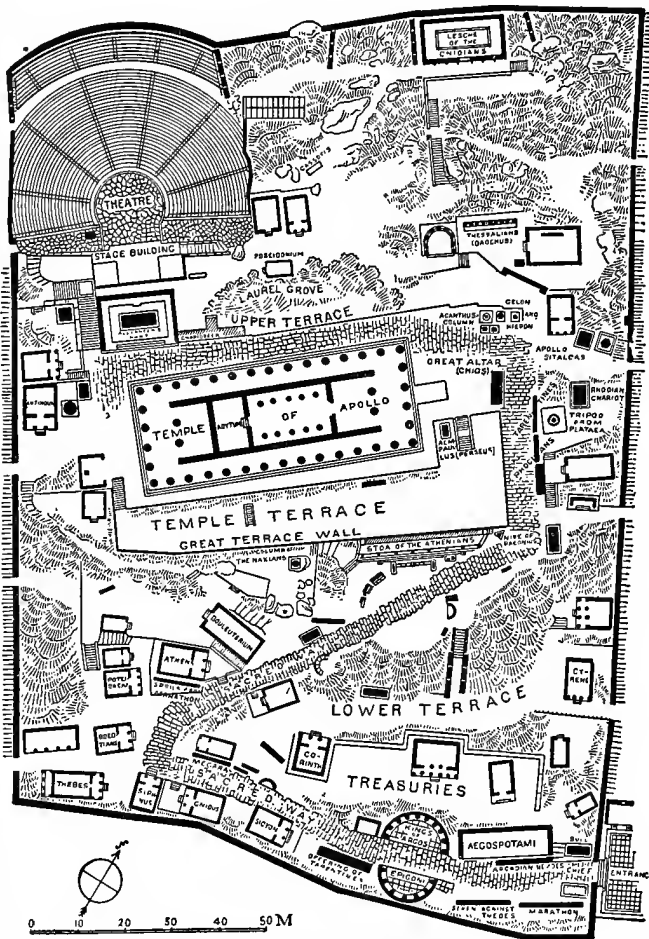 LESCHE
OF THE
CNIDIANS
THEATRE
STAGE BUILDING
THESSALIANS
(DAOCHUS)
POSEIDONIUM
LAUREL GROVE
UPPER TERRACE
GELON
ACANTHUS
COLUMN
HIERON
APOLLO
SITALCAS
GREAT ALTAR
(CHIOS)
RHODIAN
CHARIOT
TRIPOD
FROM
PLATAEA
TEMPLE
ADYTUM
OF
APOLLO
TEMPLE TERRACE
GREAT TERRACE WALL
STOA OF THE ATHENIANS
THE NAXIANS
BOULEUTERIUM
ATHENS
CYRENE
LOWER TERRACE
THEBES
CNIDUS
SICYON
MEGARA
SACRED WAY
CORINTH
TREASURIES
KINGS
OF
ARGOS
AEGOSPOTAMI
BULL
EPIGONI
OFFERING OF
ENTRANCE
SEVEN AGAINST
THEBES
MARATHON
0 10 20 30 40 50 M